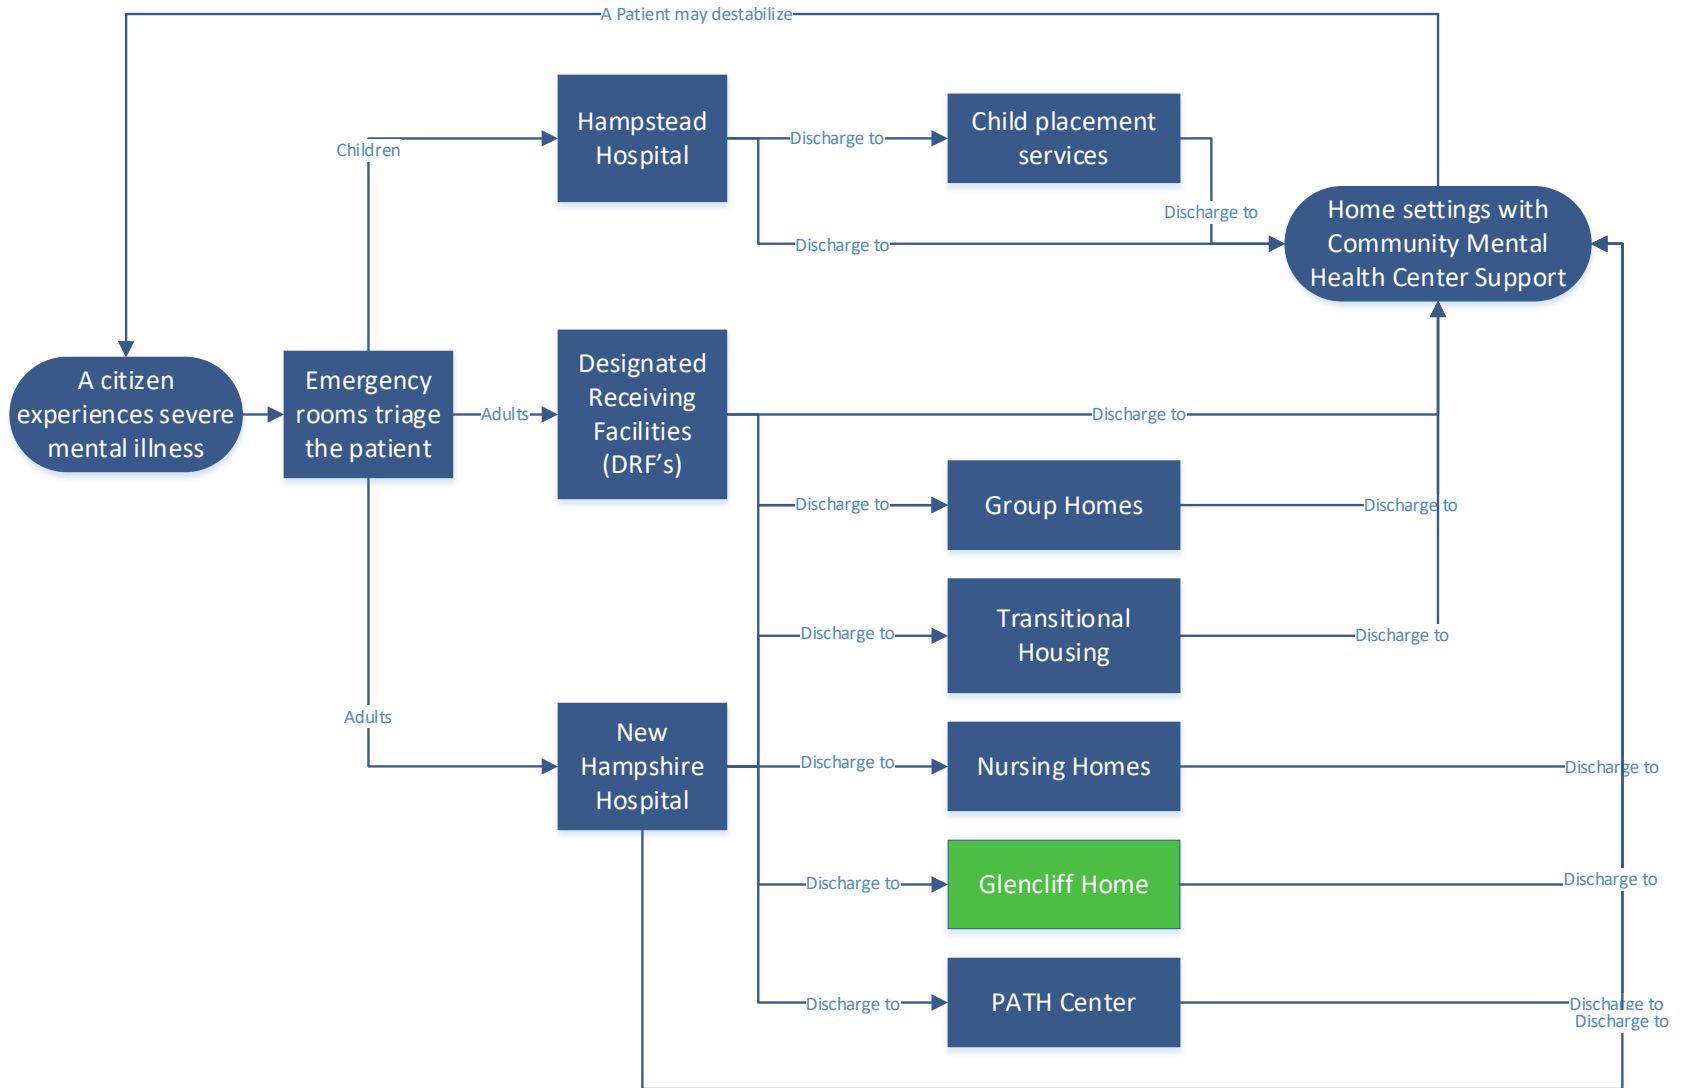 A Patient may destabilize
Hampstead
Hospital
Discharge to
Child placement
services
Children
Discharge to
Discharge to
Home settings with
Community Mental
Health Center Support
A citizen
experiences severe
mental illness
Emergency
rooms triage
the patient
Adults
Designated
Receiving
Facilities
(DRF's)
Discharge to
Discharge to
Group Homes
Discharge to
Discharge to
Transitional
Housing
Discharge to
Adults
New
Hampshire
Hospital
Discharge to
Nursing Homes
Discharge to
Discharge to
Glencliff Home
Discharge to
Discharge to
PATH Center
Discharge to
Discharge to